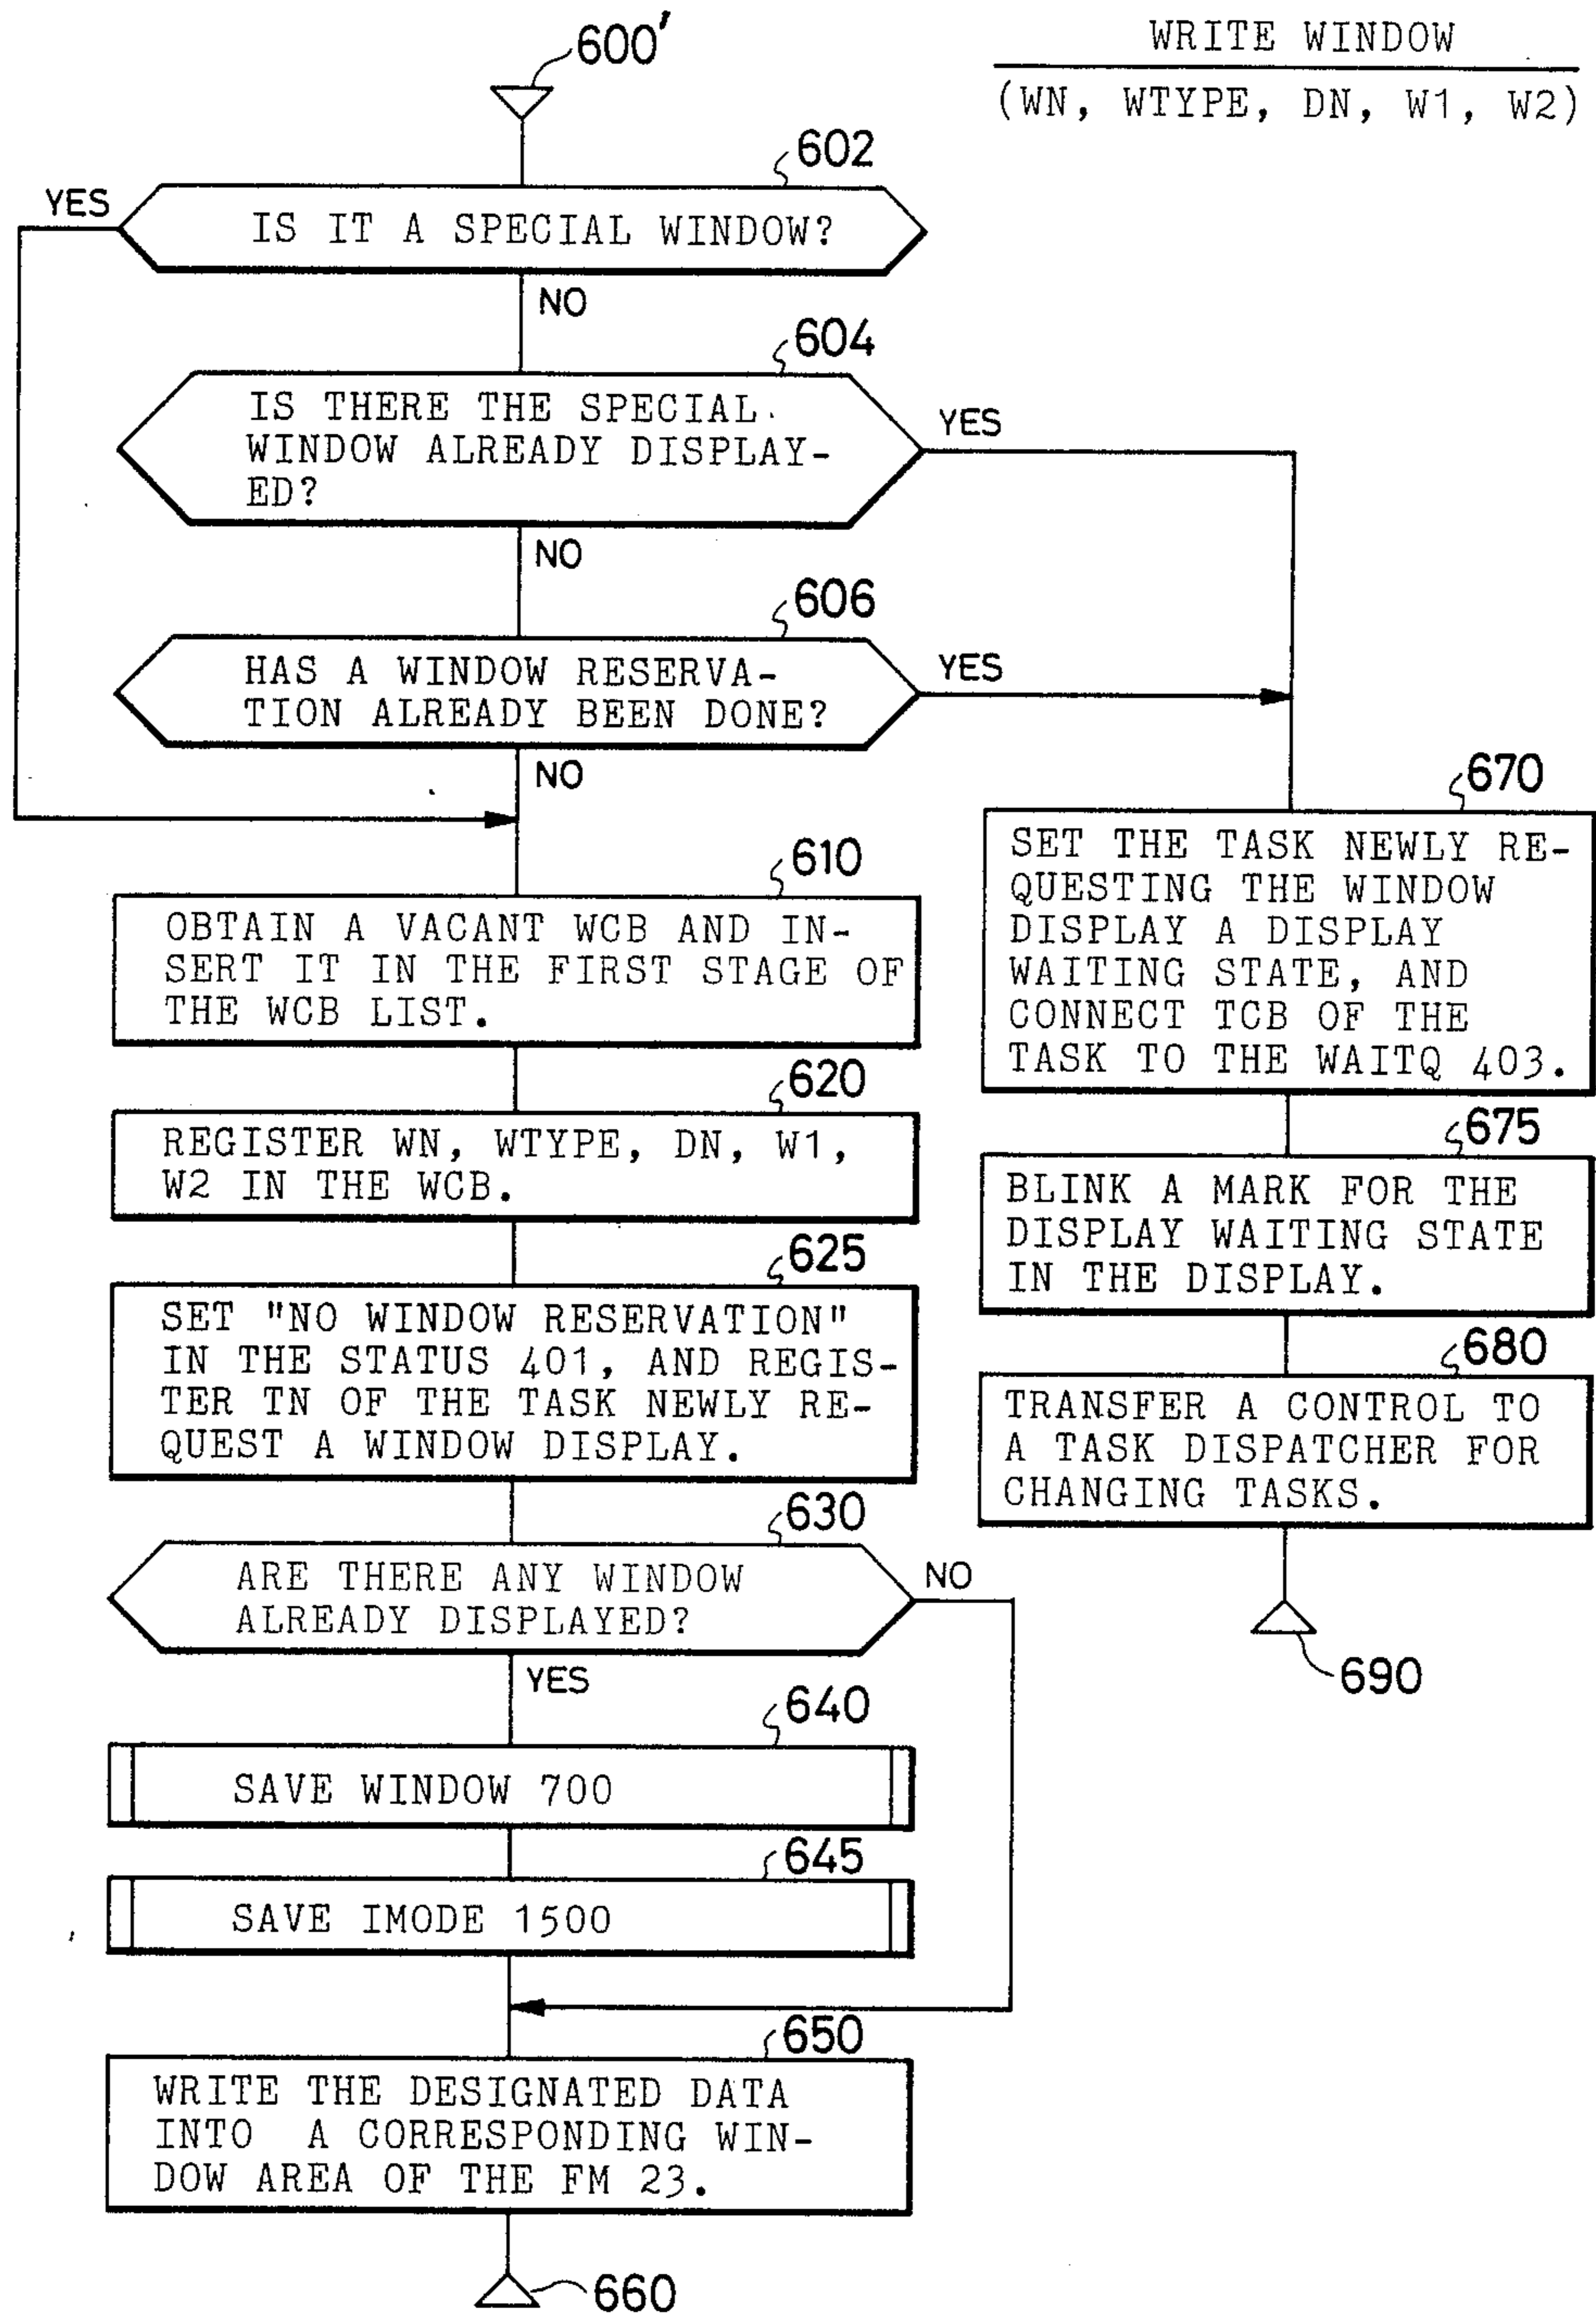 600'
WRITE WINDOW
(WN, WTYPE, DN, W1, W2)
602
YES
IS IT A SPECIAL WINDOW?
NO
604
IS THERE THE SPECIAL
WINDOW ALREADY DISPLAY-
ED?
YES
NO
606
HAS A WINDOW RESERVA-
TION ALREADY BEEN DONE?
YES
NO
610
OBTAIN A VACANT WCB AND IN-
SERT IT IN THE FIRST STAGE OF
THE WCB LIST.
620
REGISTER WN, WTYPE, DN, W1,
W2 IN THE WCB.
625
SET "NO WINDOW RESERVATION"
IN THE STATUS 401, AND REGIS-
TER TN OF THE TASK NEWLY RE-
QUEST A WINDOW DISPLAY.
630
ARE THERE ANY WINDOW
ALREADY DISPLAYED?
NO
YES
640
SAVE WINDOW 700
645
SAVE IMODE 1500
650
WRITE THE DESIGNATED DATA
INTO A CORRESPONDING WIN-
DOW AREA OF THE FM 23.
660
670
SET THE TASK NEWLY RE-
QUESTING THE WINDOW
DISPLAY A DISPLAY
WAITING STATE, AND
CONNECT TCB OF THE
TASK TO THE WAITQ 403.
675
BLINK A MARK FOR THE
DISPLAY WAITING STATE
IN THE DISPLAY.
680
TRANSFER A CONTROL TO
A TASK DISPATCHER FOR
CHANGING TASKS.
690